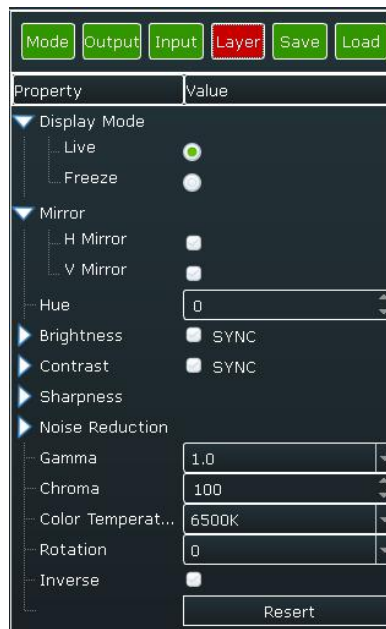 Mode Output Input Layer Save Load
Property Value
Display Mode
Live
Freeze
Mirror
H Mirror
V Mirror
Hue 0
Brightness SYNC
Contrast SYNC
Sharpness
Noise Reduction
Gamma 1.0
Chroma 100
Color Temperat... 6500K
Rotation 0
Inverse
Resert